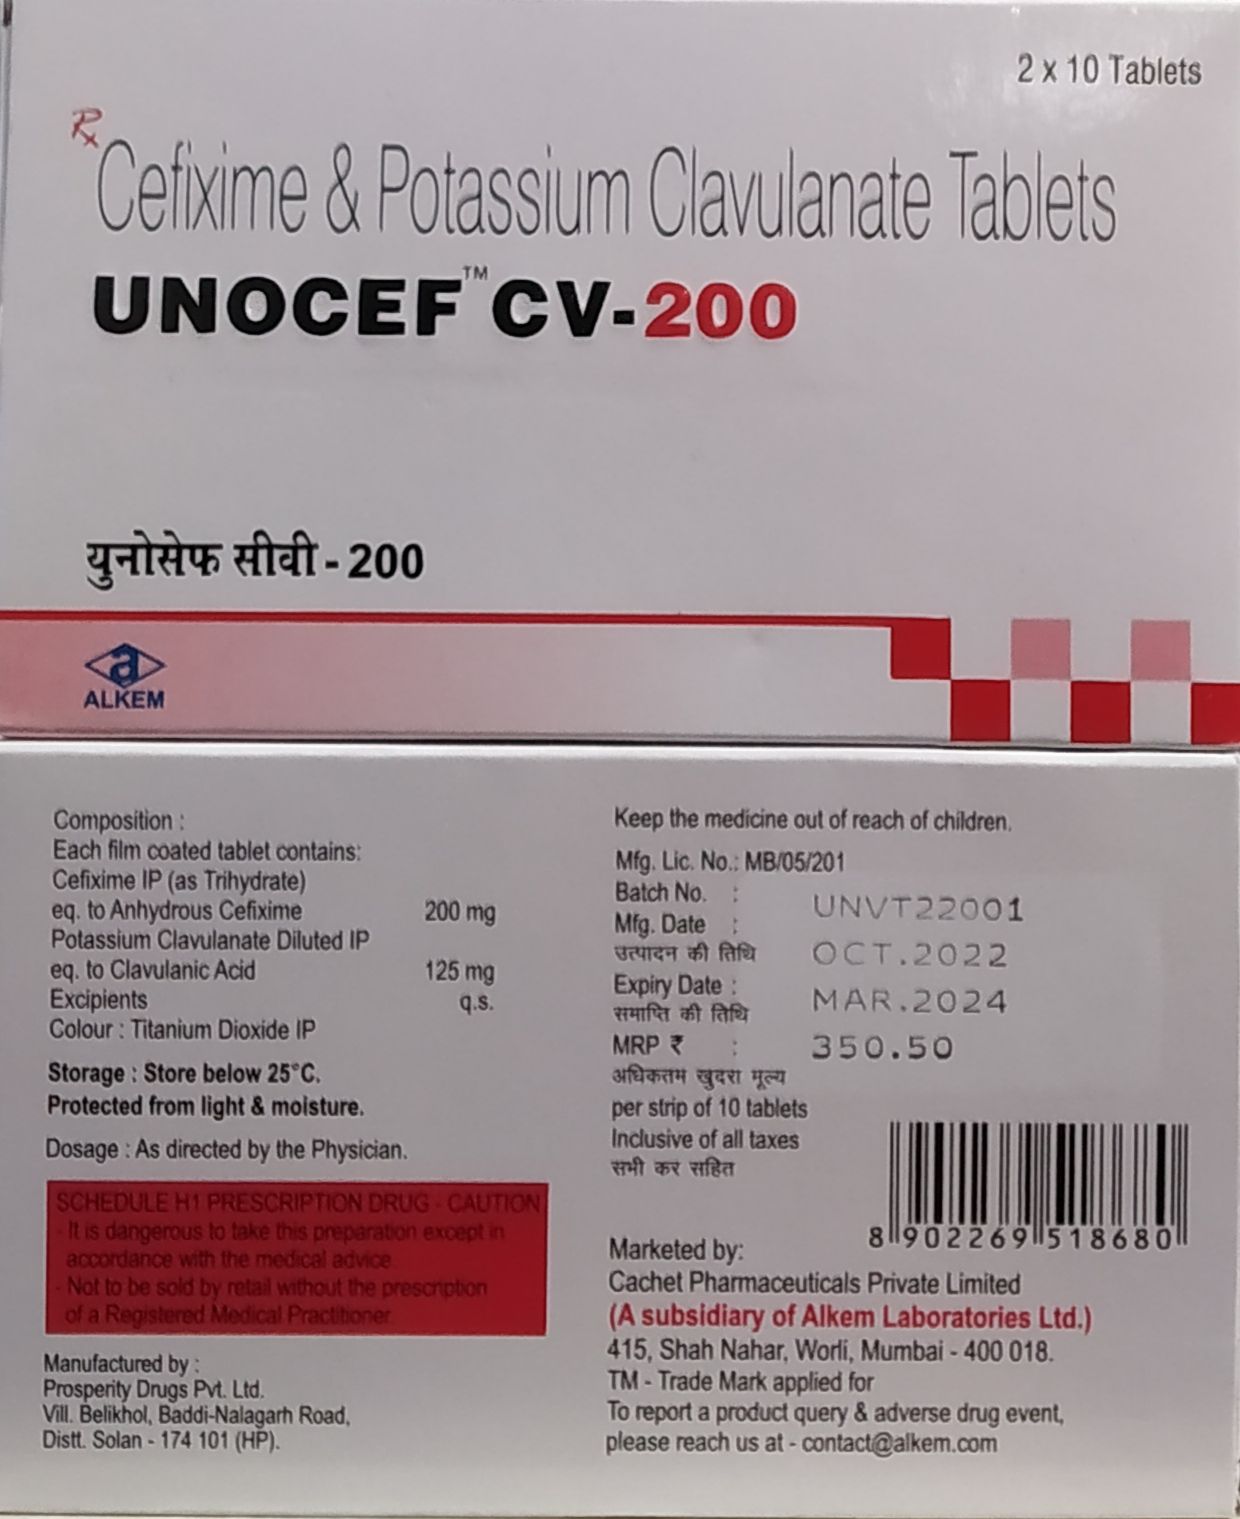 2 x 10 Tablets
Rx
Cefixime & Potassium Clavulanate Tablets
UNOCEF™ CV-200
युनोसेफ सीवी - 200
a
ALKEM
Composition :
Each film coated tablet contains:
Cefixime IP (as Trihydrate)
eq. to Anhydrous Cefixime 200 mg
Potassium Clavulanate Diluted IP
eq. to Clavulanic Acid 125 mg
Excipients q.s.
Colour : Titanium Dioxide IP
Storage : Store below 25°C.
Protected from light & moisture.
Dosage : As directed by the Physician.
SCHEDULE H1 PRESCRIPTION DRUG - CAUTION
- It is dangerous to take this preparation except in
accordance with the medical advice.
- Not to be sold by retail without the prescription
of a Registered Medical Practitioner.
Manufactured by :
Prosperity Drugs Pvt. Ltd.
Vill. Belikhol, Baddi-Nalagarh Road,
Distt. Solan - 174 101 (HP).
Keep the medicine out of reach of children.
Mfg. Lic. No.: MB/05/201
Batch No. : UNVT22001
Mfg. Date :
उत्पादन की तिथि OCT.2022
Expiry Date : MAR.2024
समाप्ति की तिथि
MRP ₹ : 350.50
अधिकतम खुदरा मूल्य
per strip of 10 tablets
Inclusive of all taxes
सभी कर सहित
8 902269 518680
Marketed by:
Cachet Pharmaceuticals Private Limited
(A subsidiary of Alkem Laboratories Ltd.)
415, Shah Nahar, Worli, Mumbai - 400 018.
TM - Trade Mark applied for
To report a product query & adverse drug event,
please reach us at - contact@alkem.com